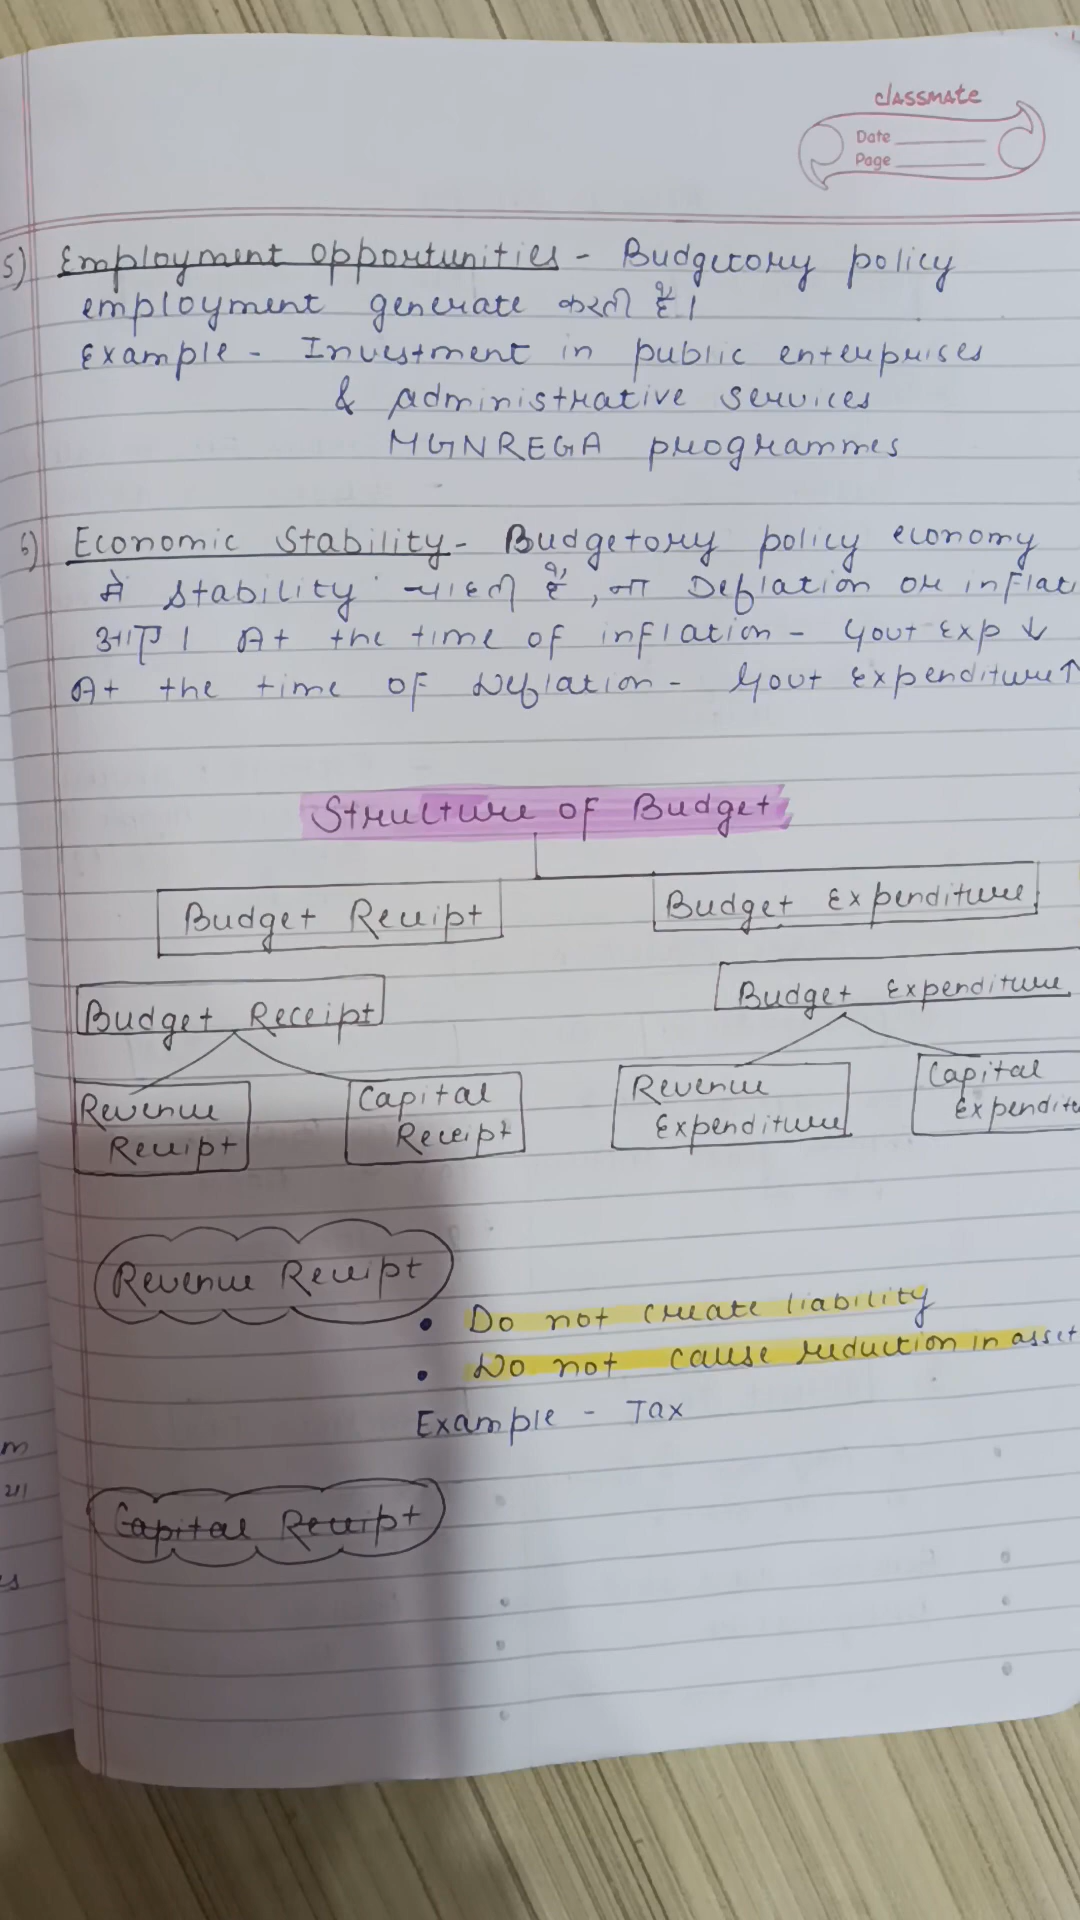 classmate
Date
Page
5) Employment opportunities - Budgetory policy
employment generate करती है।
Example - Investment in public enterprises
& administrative services
MGNREGA programmes
6) Economic Stability - Budgetory policy economy
में stability चाहती है, ना Deflation or inflati
आए। At the time of inflation - Govt Exp ↓
At the time of Deflation - Govt Expenditure ↑
Structure of Budget
Budget Receipt Budget Expenditure
Budget Receipt Budget Expenditure
Revenue Capital Revenue Capital
Receipt Receipt Expenditure Expendit
Revenue Receipt
• Do not create liability
• Do not cause reduction in asset
Example - Tax
Capital Receipt
m
es